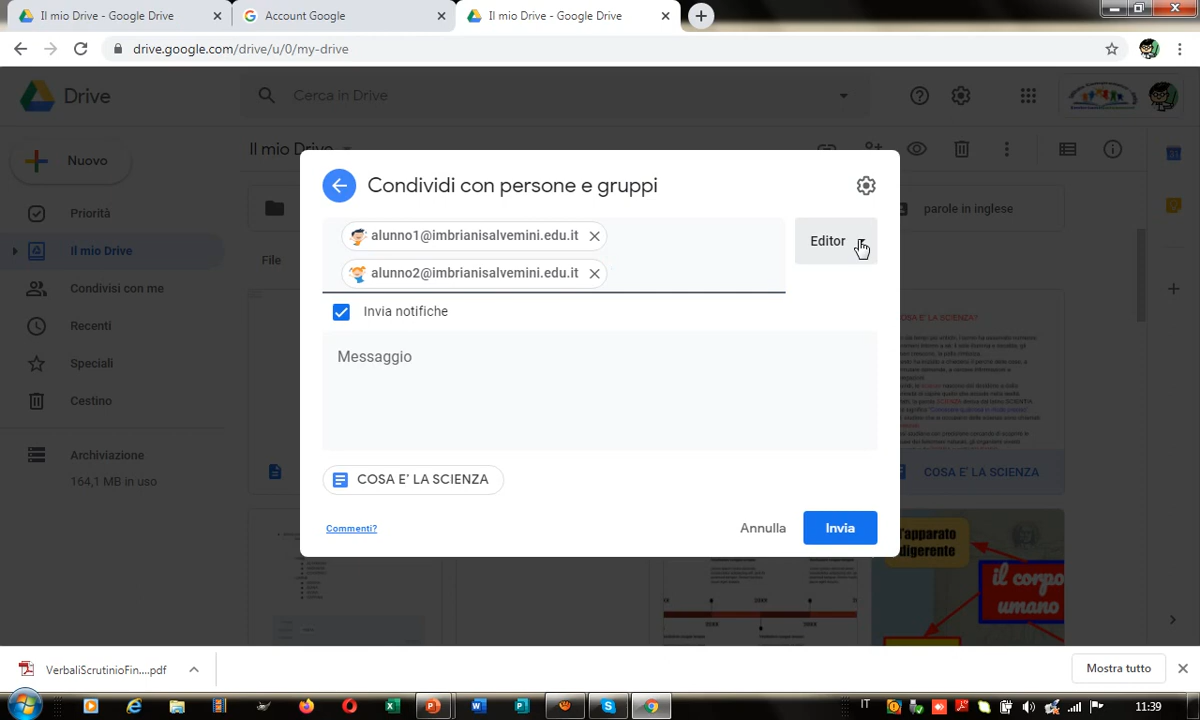 Il mio Drive - Google Drive
Account Google
Il mio Drive - Google Drive
drive.google.com/drive/u/0/my-drive
Drive
Cerca in Drive
Nuovo
Il mio Drive
Priorità
parole in inglese
Il mio Drive
File
Condivisi con me
Recenti
Speciali
Cestino
Archiviazione
164,1 MB in uso
Condividi con persone e gruppi
alunno1@imbrianisalvemini.edu.it
Editor
alunno2@imbrianisalvemini.edu.it
Invia notifiche
Messaggio
COSA E' LA SCIENZA
Commenti?
Annulla
Invia
COSA E' LA SCIENZA?
COSA E' LA SCIENZA
l'apparato
digerente
il corpo
umano
VerbaliScrutinioFin....pdf
Mostra tutto
IT
11:39